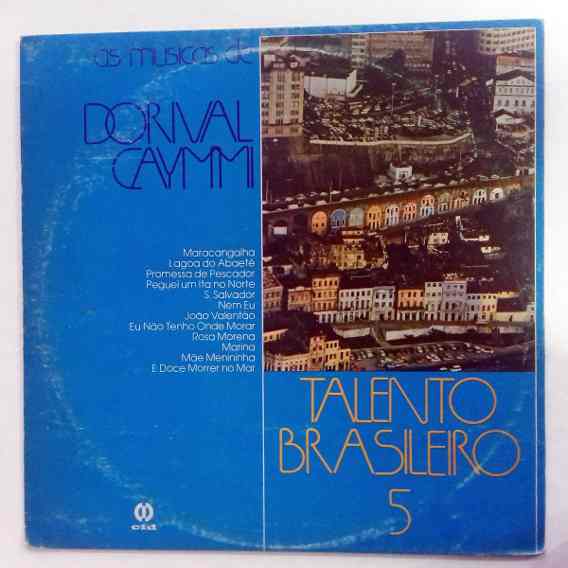 as musicas de
DORIVAL
CAYMMI
Maracangalha
Lagoa do Abaeté
Promessa de Pescador
Peguei um Ita no Norte
S. Salvador
Nem Eu
João Valentão
Eu Não Tenho Onde Morar
Rosa Morena
Marina
Mãe Menininha
E Doce Morrer no Mar
TALENTO
BRASILEIRO
5
cid